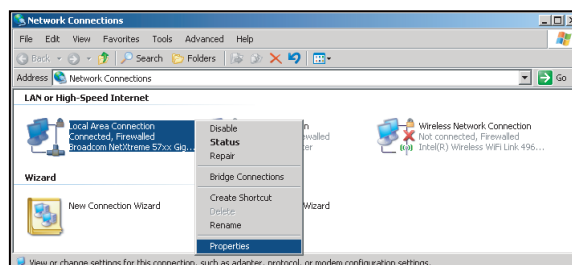 Network Connections
File Edit View Favorites Tools Advanced Help
Back Search Folders
Address Network Connections Go
LAN or High-Speed Internet
Local Area Connection
Connected, Firewalled
Broadcom NetXtreme 57xx Gig...
Disable
Status
Repair
Bridge Connections
Create Shortcut
Delete
Rename
Properties
Wireless Network Connection
Not connected, Firewalled
Intel(R) Wireless WiFi Link 496...
Wizard
New Connection Wizard
Wizard
View or change settings for this connection, such as adapter, protocol, or modem configuration settings.